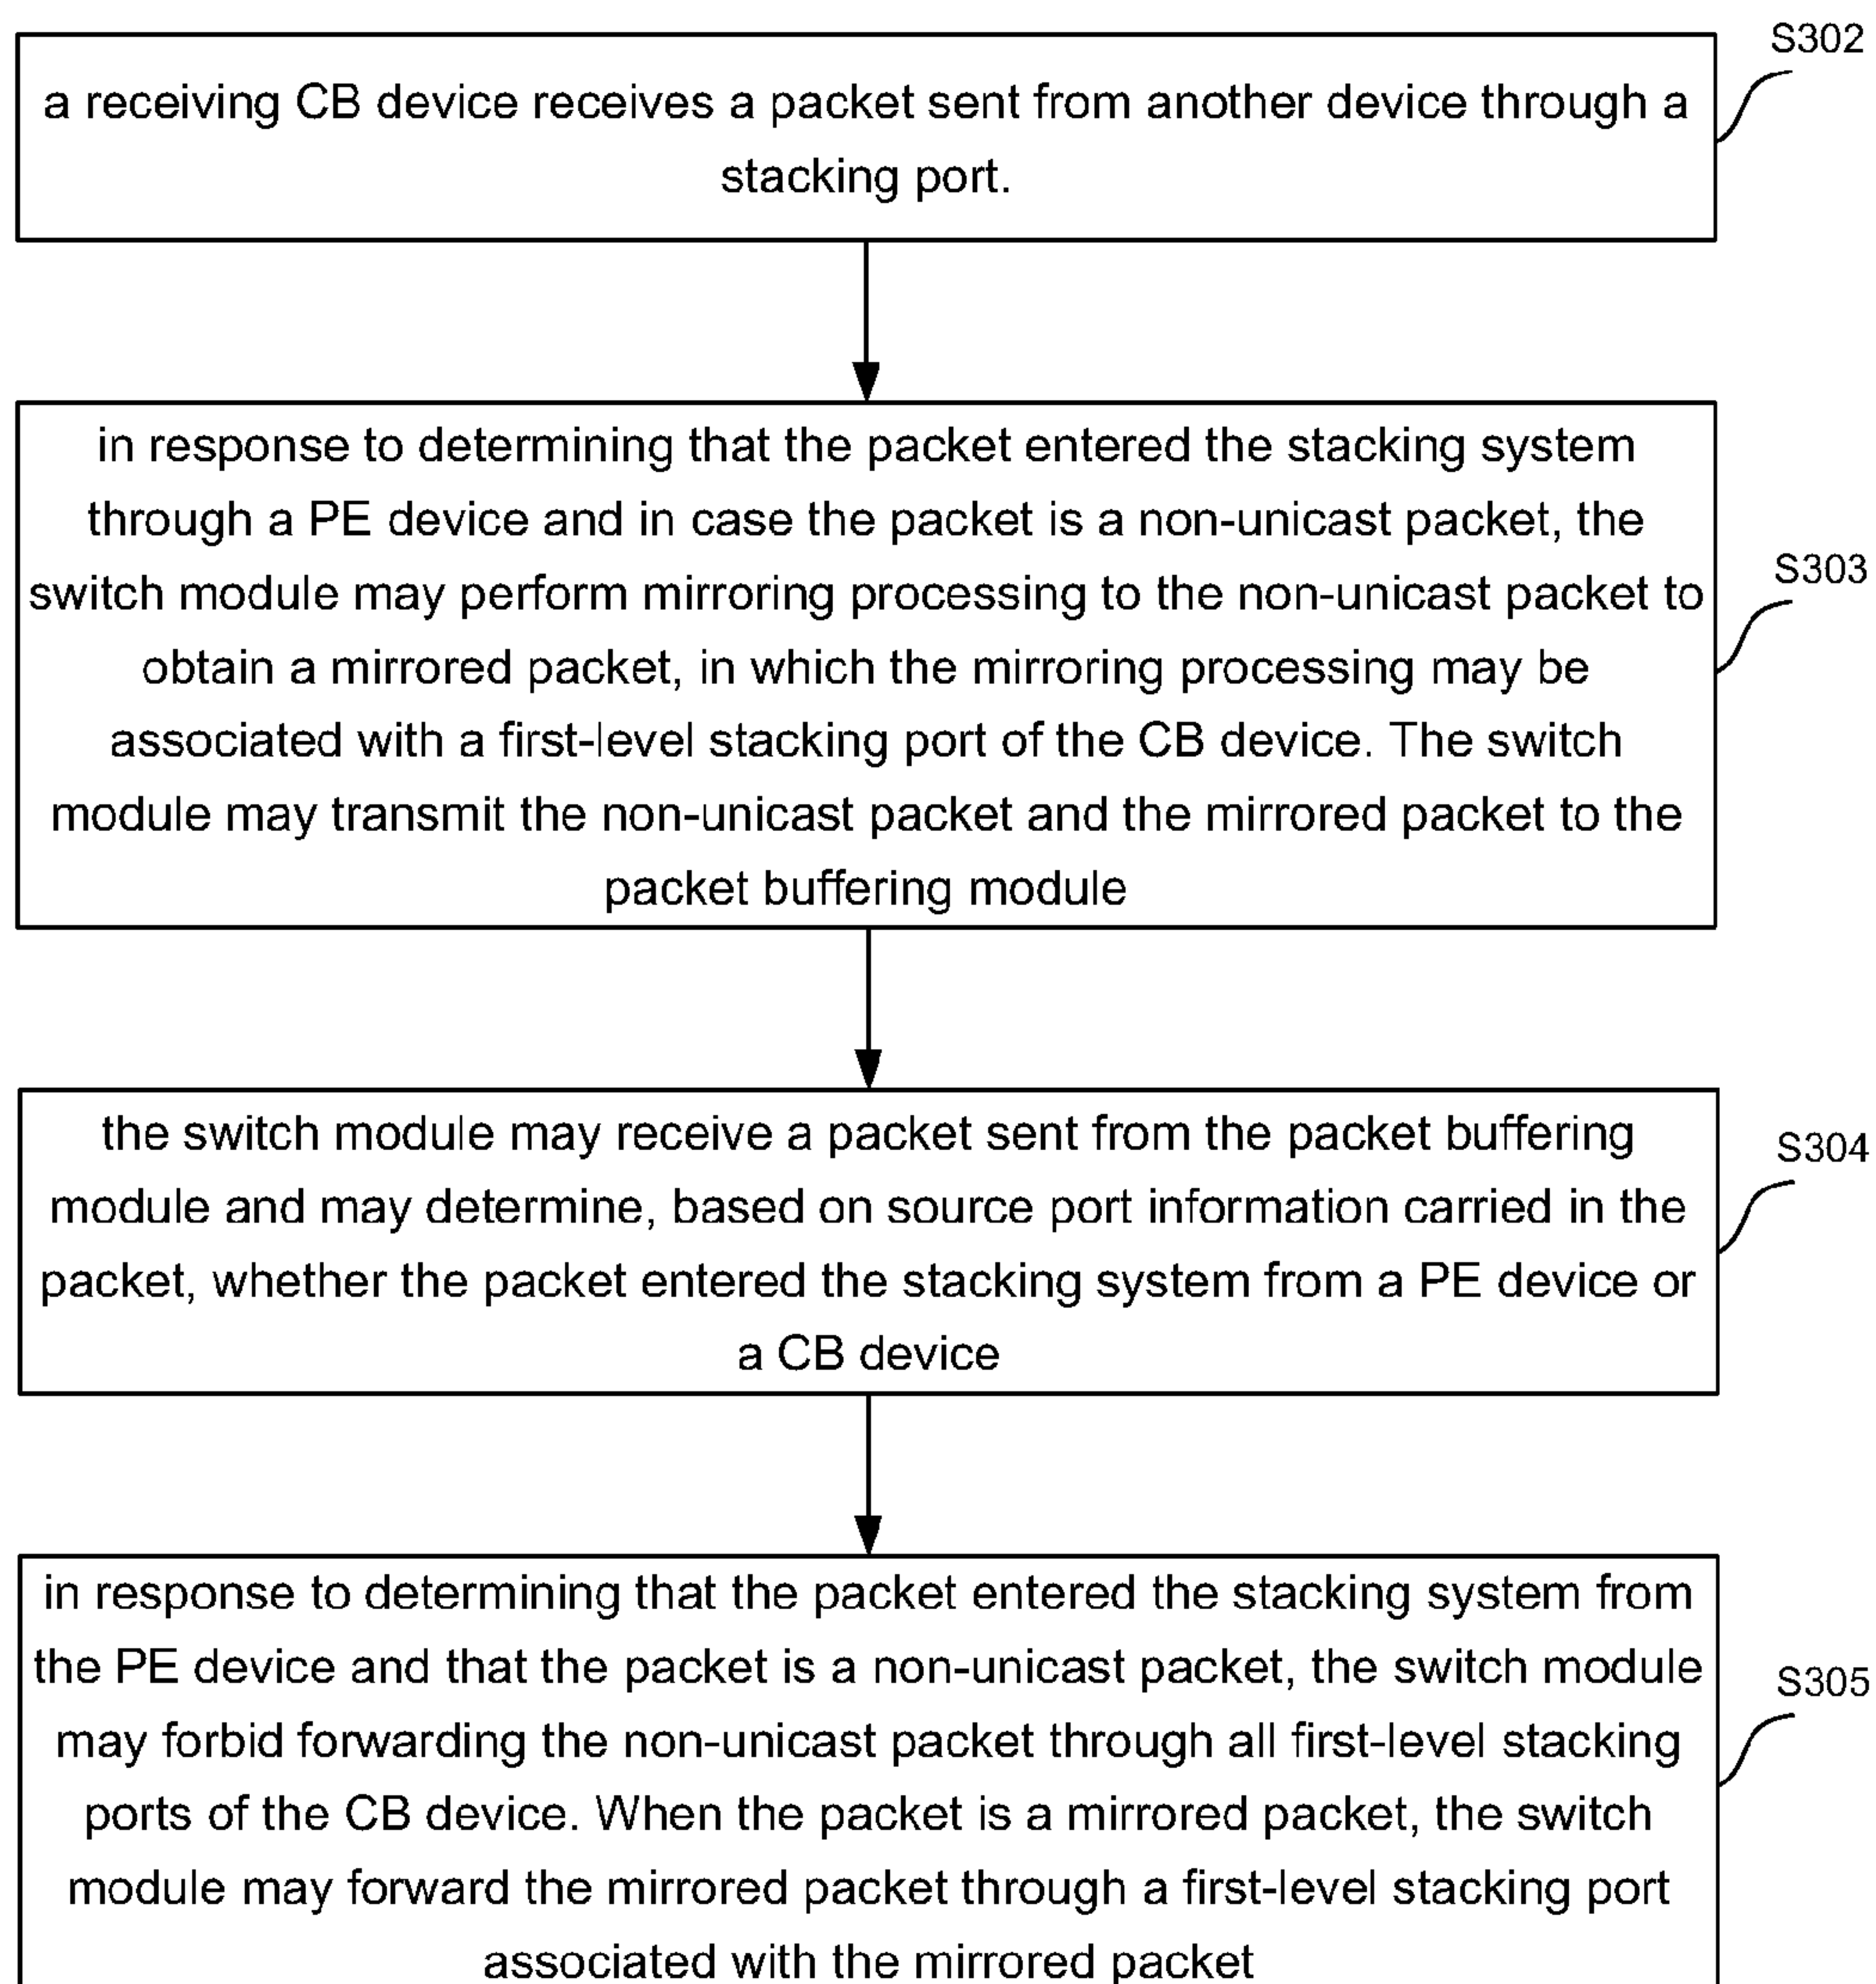 S302
a receiving CB device receives a packet sent from another device through a
stacking port.
in response to determining that the packet entered the stacking system
through a PE device and in case the packet is a non-unicast packet, the
S303
switch module may perform mirroring processing to the non-unicast packet to
obtain a mirrored packet, in which the mirroring processing may be
associated with a first-level stacking port of the CB device. The switch
module may transmit the non-unicast packet and the mirrored packet to the
packet buffering module
the switch module may receive a packet sent from the packet buffering
S304
module and may determine, based on source port information carried in the
packet, whether the packet entered the stacking system from a PE device or
a CB device
in response to determining that the packet entered the stacking system from
the PE device and that the packet is a non-unicast packet, the switch module
S305
may forbid forwarding the non-unicast packet through all first-level stacking
ports of the CB device. When the packet is a mirrored packet, the switch
module may forward the mirrored packet through a first-level stacking port
associated with the mirrored packet